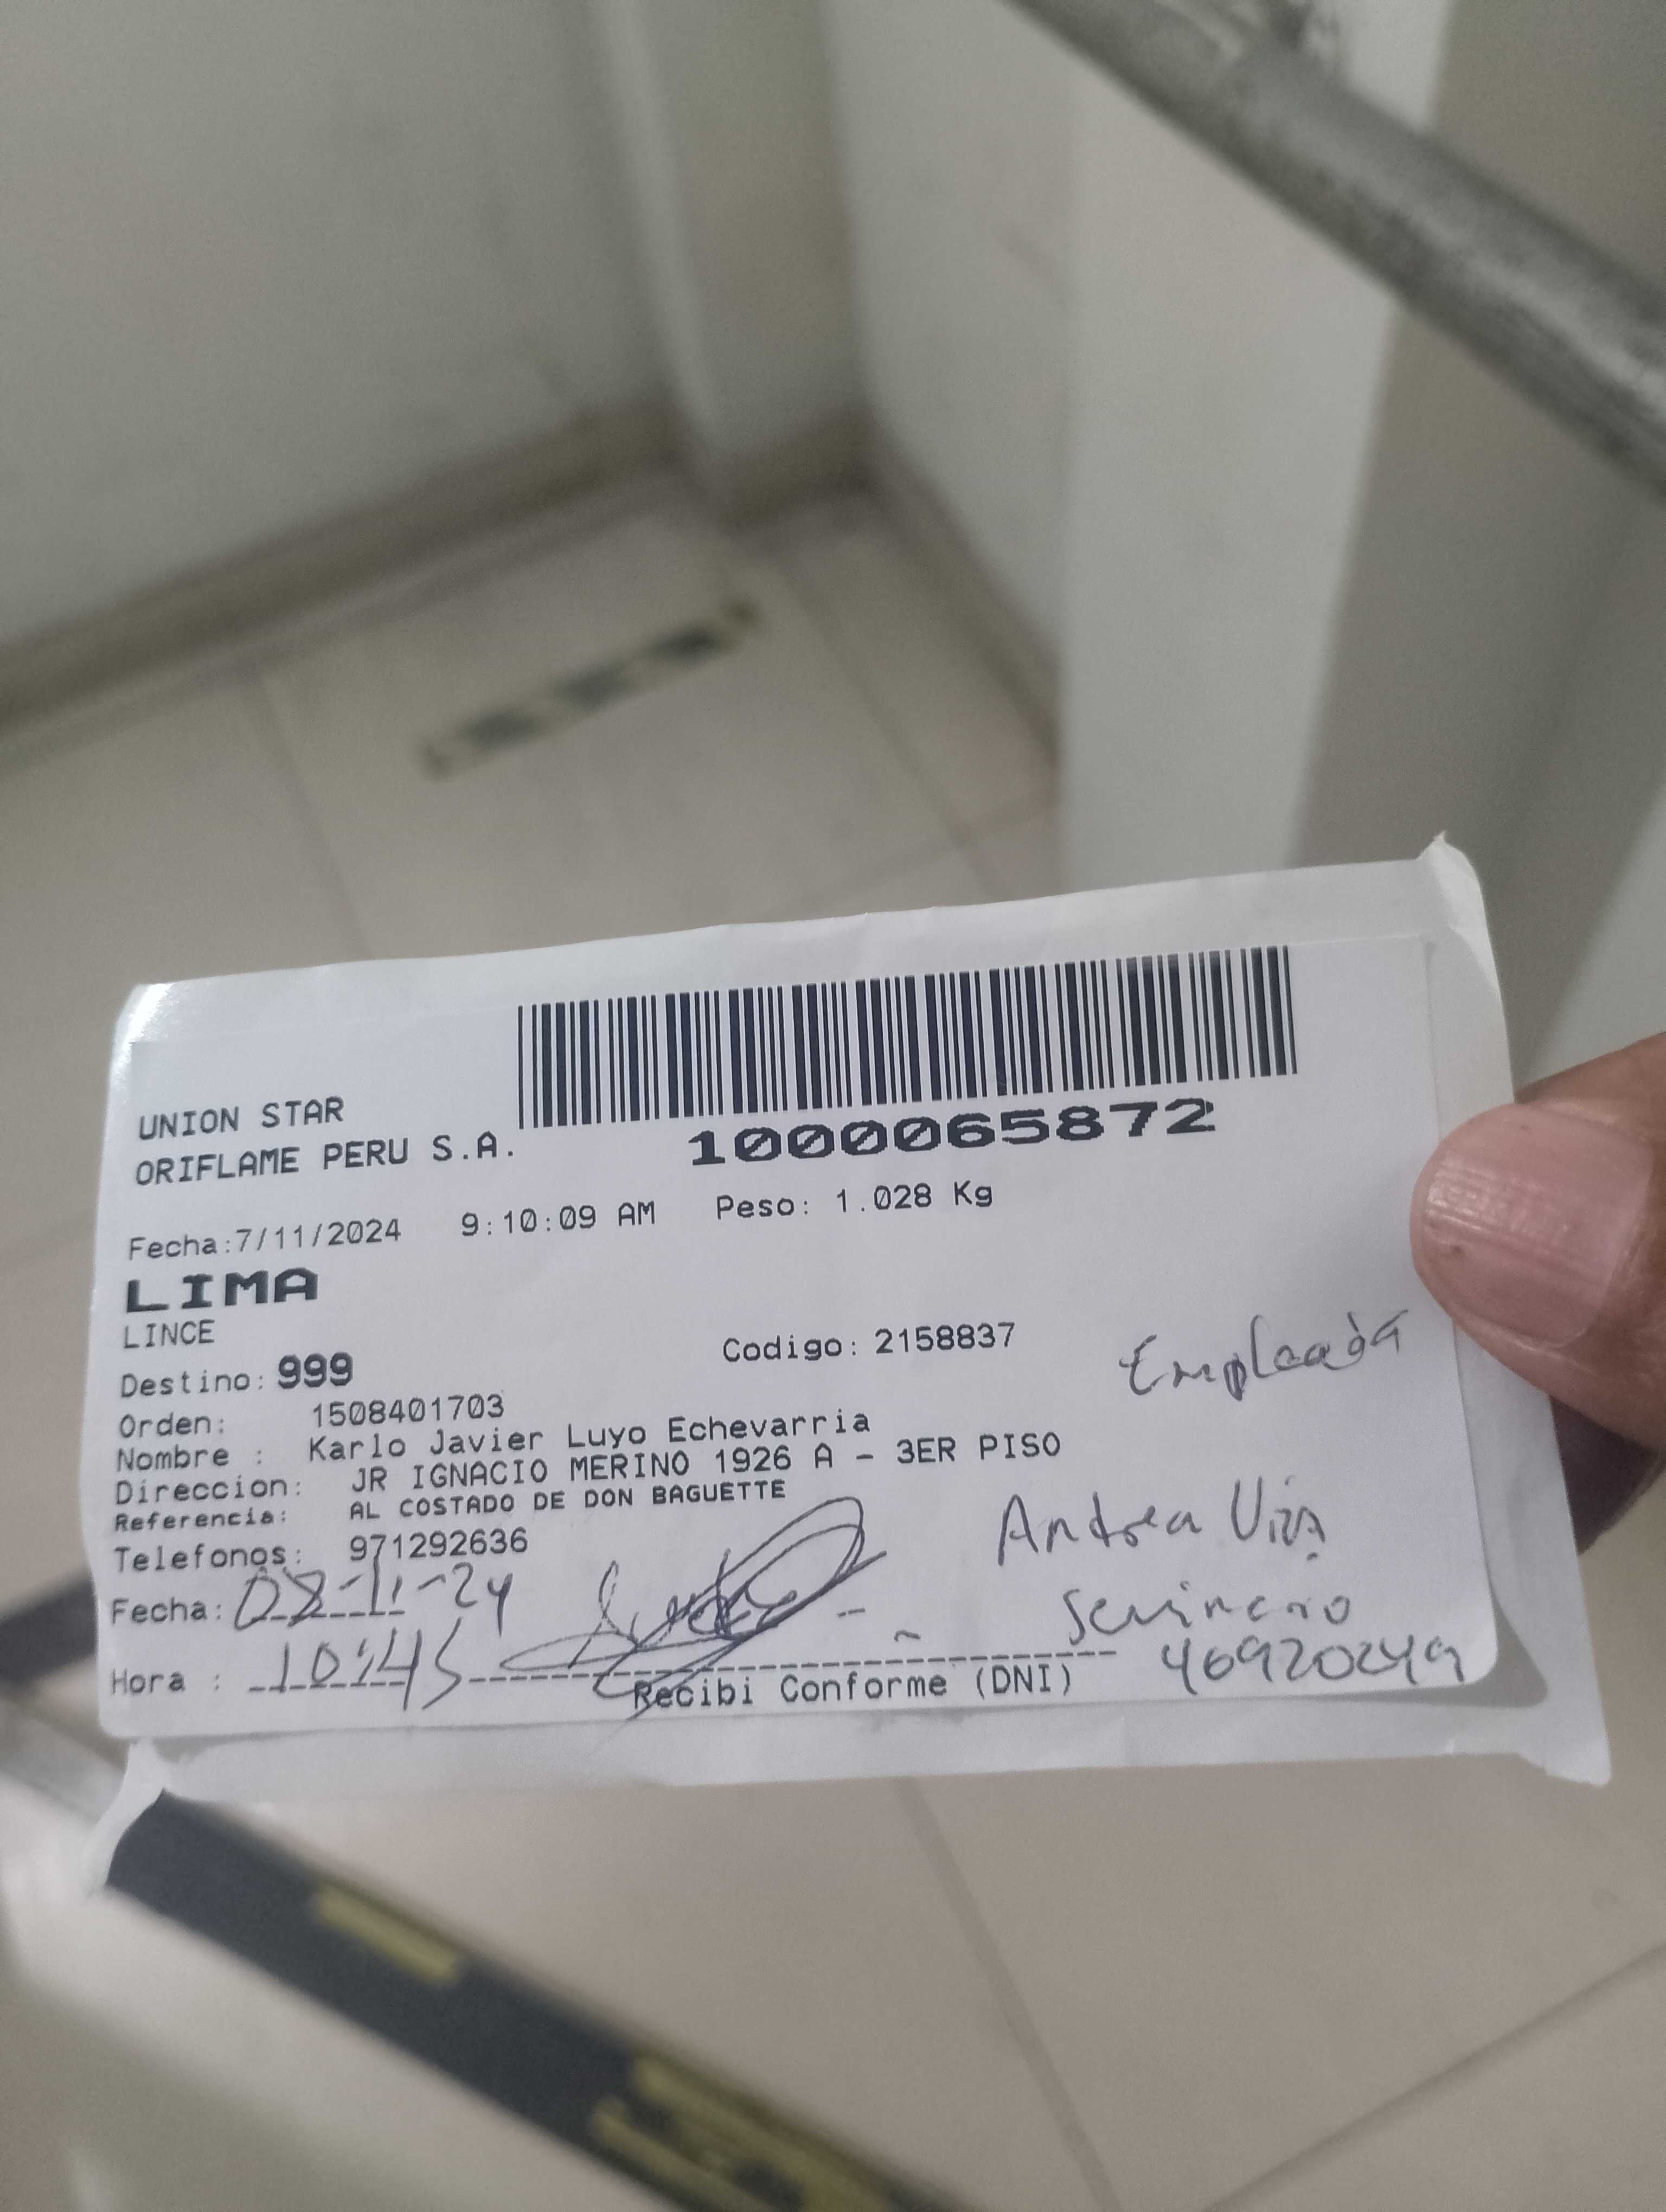 UNION STAR
ORIFLAME PERU S.A.
1000065872
Fecha:7/11/2024 9:10:09 AM Peso: 1.028 Kg
LIMA
LINCE
Codigo: 2158837
Destino: 999
Empleada
Orden: 1508401703
Nombre : Karlo Javier Luyo Echevarria
Direccion: JR IGNACIO MERINO 1926 A - 3ER PISO
Referencia: AL COSTADO DE DON BAGUETTE
Andrea
Telefonos: 971292636
Fecha: 08-11-24
Seminario
Hora : 10:45
Recibi Conforme (DNI)